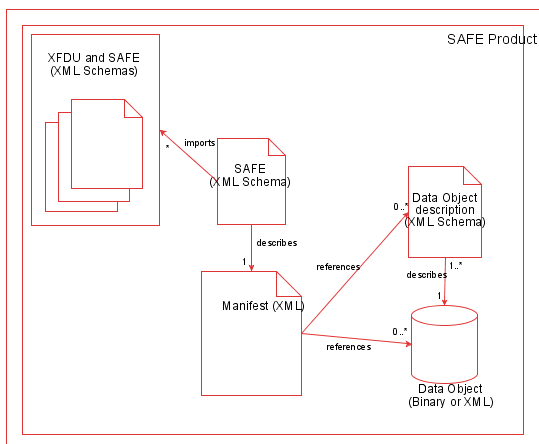 SAFE Product
XFDU and SAFE
(XML Schemas)
imports
*
SAFE
(XML Schema)
Data Object
description
(XML Schema)
0..*
describes
1
references
describes
1..*
1
Manifest (XML)
0..*
references
Data Object
(Binary or XML)